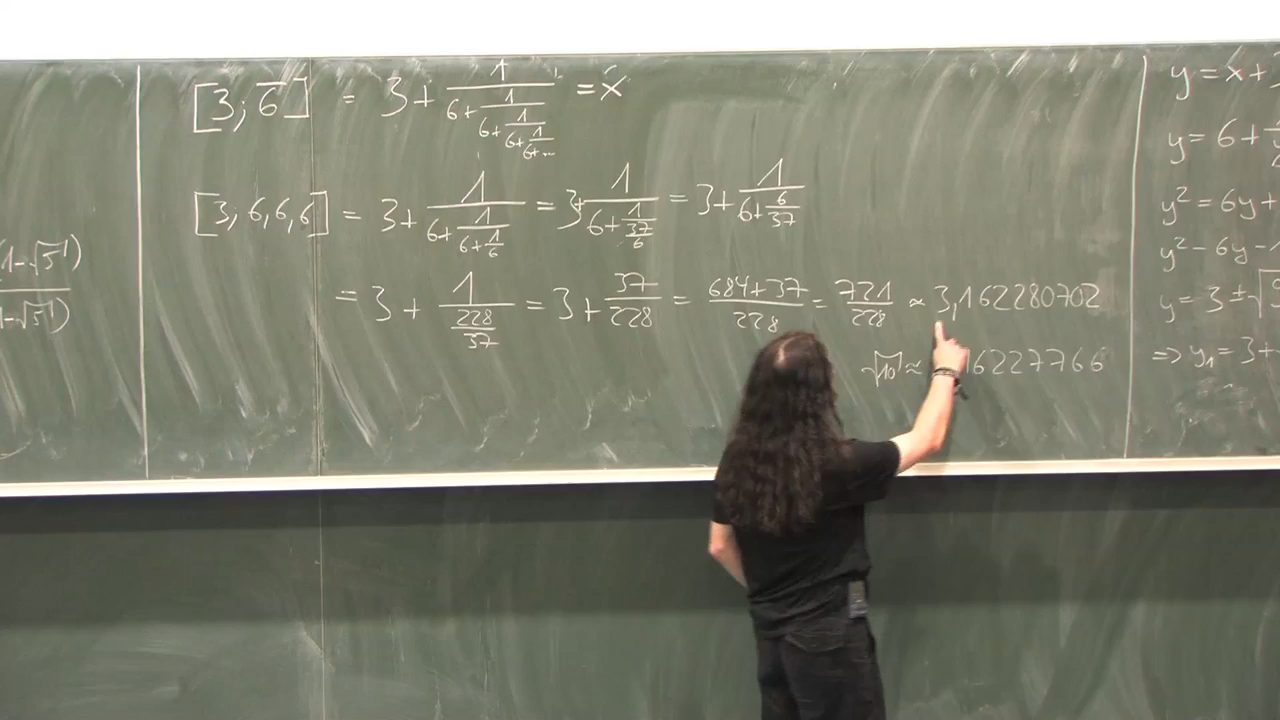 (1-√5)
1-√5)
[3; 6̅] = 3 + 1/(6 + 1/(6 + 1/(6 + 1/(6 + ...)))) = x
[3; 6, 6, 6] = 3 + 1/(6 + 1/(6 + 1/6)) = 3 + 1/(6 + 1/(37/6)) = 3 + 1/(6 + 6/37)
= 3 + 1/(228/37) = 3 + 37/228 = (684+37)/228 = 721/228 ≈ 3,162280702
√10 ≈ 16227766
y = x +
y = 6 +
y² = 6y +
y² - 6y -
y = 3 ± √
⇒ y₁ = 3 +